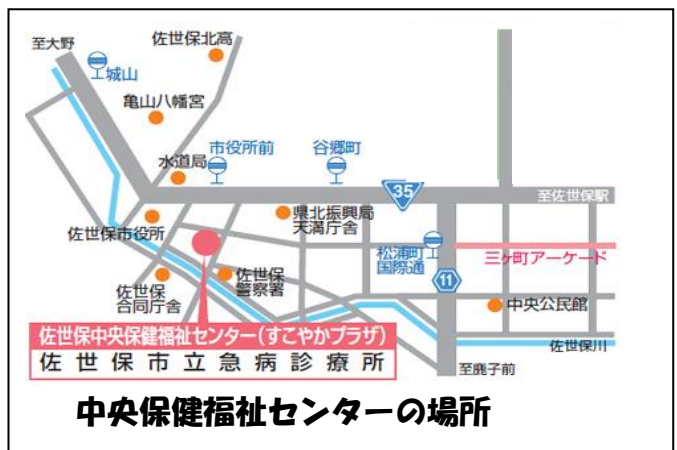 至大野
佐世保北高
城山
亀山八幡宮
市役所前
谷郷町
水道局
35
至佐世保駅
県北振興局
天満庁舎
佐世保市役所
松浦町
国際通
三ヶ町アーケード
佐世保
合同庁舎
佐世保
警察署
11
中央公民館
佐世保中央保健福祉センター(すこやかプラザ)
佐世保市立急病診療所
佐世保川
至鹿子前
中央保健福祉センターの場所